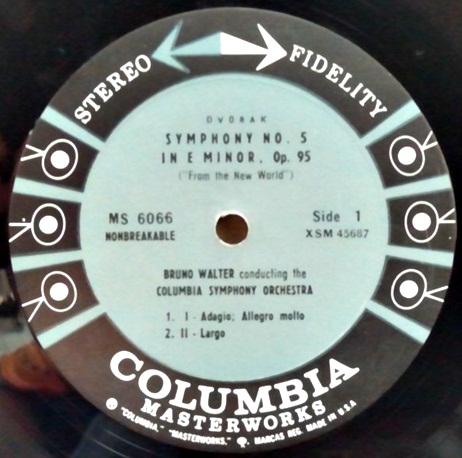 STEREO FIDELITY
DVORAK
SYMPHONY NO. 5
IN E MINOR, Op. 95
("From the New World")
MS 6066 Side 1
NONBREAKABLE XSM 45687
BRUNO WALTER conducting the
COLUMBIA SYMPHONY ORCHESTRA
1. I - Adagio; Allegro molto
2. II - Largo
COLUMBIA
MASTERWORKS
"COLUMBIA," "MASTERWORKS," MARCAS REG. MADE IN U.S.A